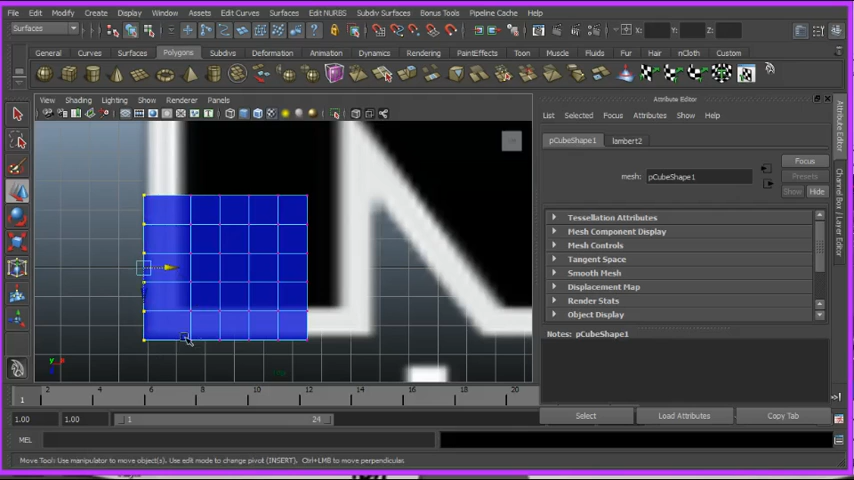 File Edit Modify Create Display Window Assets Edit Curves Surfaces Edit NURBS Subdiv Surfaces Bonus Tools Pipeline Cache Help
Surfaces
General Curves Surfaces Polygons Subdivs Deformation Animation Dynamics Rendering PaintEffects Toon Muscle Fluids Fur Hair nCloth Custom
View Shading Lighting Show Renderer Panels
Attribute Editor
List Selected Focus Attributes Show Help
pCubeShape1 lambert2
mesh: pCubeShape1
Focus
Presets
Show Hide
Tessellation Attributes
Mesh Component Display
Mesh Controls
Tangent Space
Smooth Mesh
Displacement Map
Render Stats
Object Display
Notes: pCubeShape1
Select Load Attributes Copy Tab
Attribute Editor
Channel Box / Layer Editor
y
x
2 4 6 8 10 12 14 16 18 20
1
1.00 1.00 1 24
MEL
Move Tool: Use manipulator to move object(s). Use edit mode to change pivot (INSERT). Ctrl+LMB to move perpendicular.